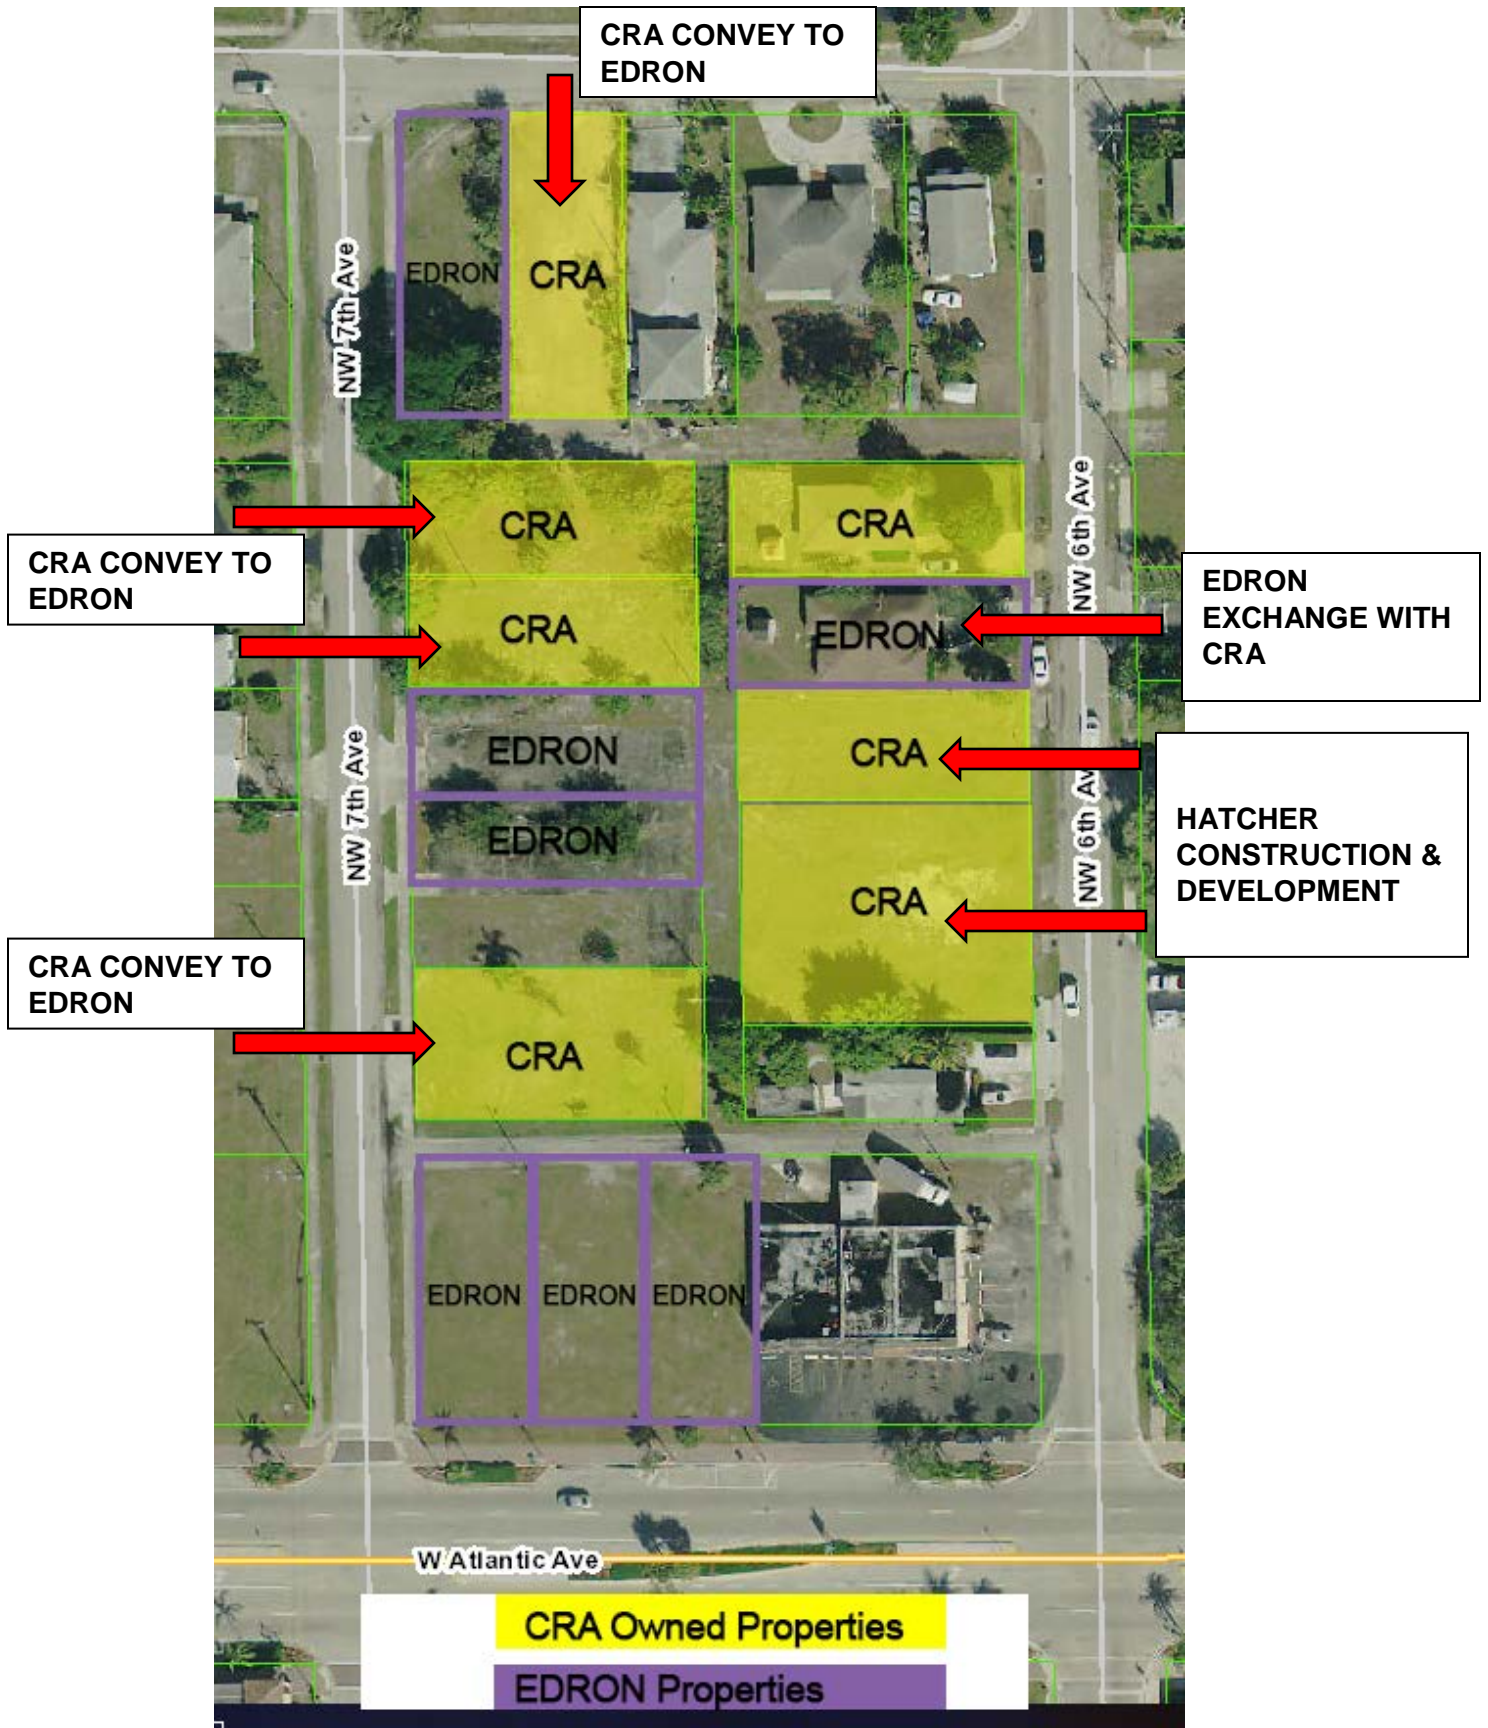 CRA CONVEY TO
EDRON
EDRON
CRA
NW 7th Ave
CRA
CRA
NW 6th Ave
CRA CONVEY TO
EDRON
CRA
EDRON
EDRON
EXCHANGE WITH
CRA
EDRON
CRA
NW 7th Ave
EDRON
NW 6th Av
HATCHER
CONSTRUCTION &
DEVELOPMENT
CRA
CRA CONVEY TO
EDRON
CRA
EDRON
EDRON
EDRON
W Atlantic Ave
CRA Owned Properties
EDRON Properties